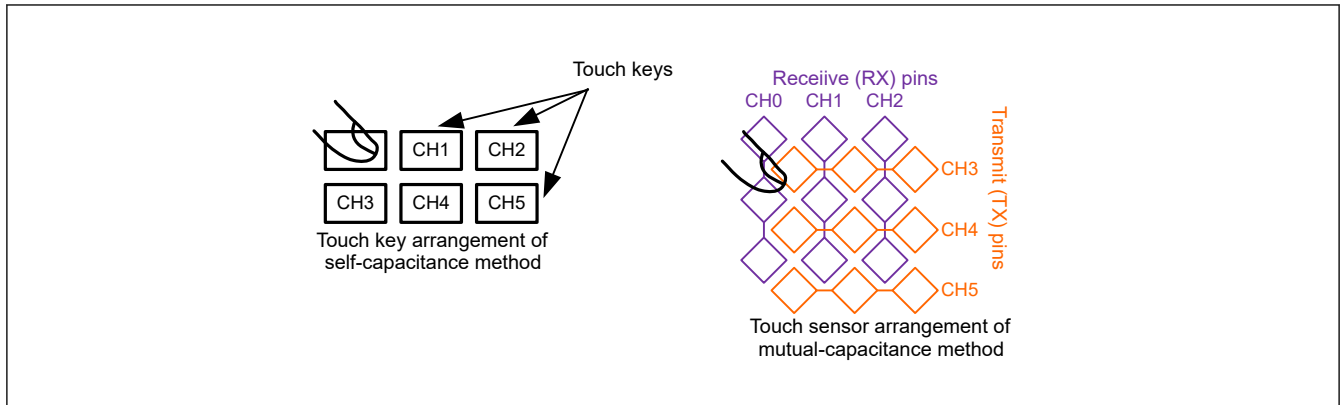 Touch keys
CH1
CH2
CH3
CH4
CH5
Touch key arrangement of
self-capacitance method
Receiive (RX) pins
CH0
CH1
CH2
CH3
CH4
CH5
Transmit (TX) pins
Touch sensor arrangement of
mutual-capacitance method